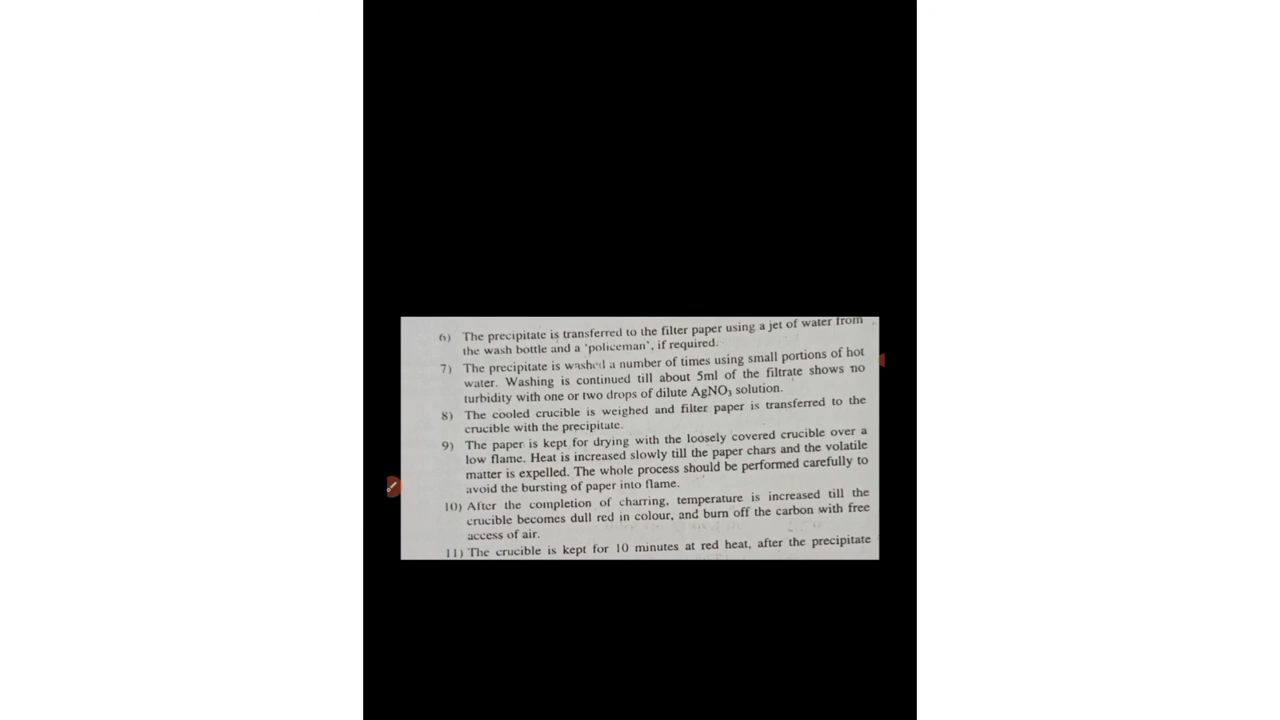 6) The precipitate is transferred to the filter paper using a jet of water from
the wash bottle and a 'policeman', if required.
7) The precipitate is washed a number of times using small portions of hot
water. Washing is continued till about 5ml of the filtrate shows no
turbidity with one or two drops of dilute AgNO₃ solution.
8) The cooled crucible is weighed and filter paper is transferred to the
crucible with the precipitate.
9) The paper is kept for drying with the loosely covered crucible over a
low flame. Heat is increased slowly till the paper chars and the volatile
matter is expelled. The whole process should be performed carefully to
avoid the bursting of paper into flame.
10) After the completion of charring, temperature is increased till the
crucible becomes dull red in colour, and burn off the carbon with free
access of air.
11) The crucible is kept for 10 minutes at red heat, after the precipitate